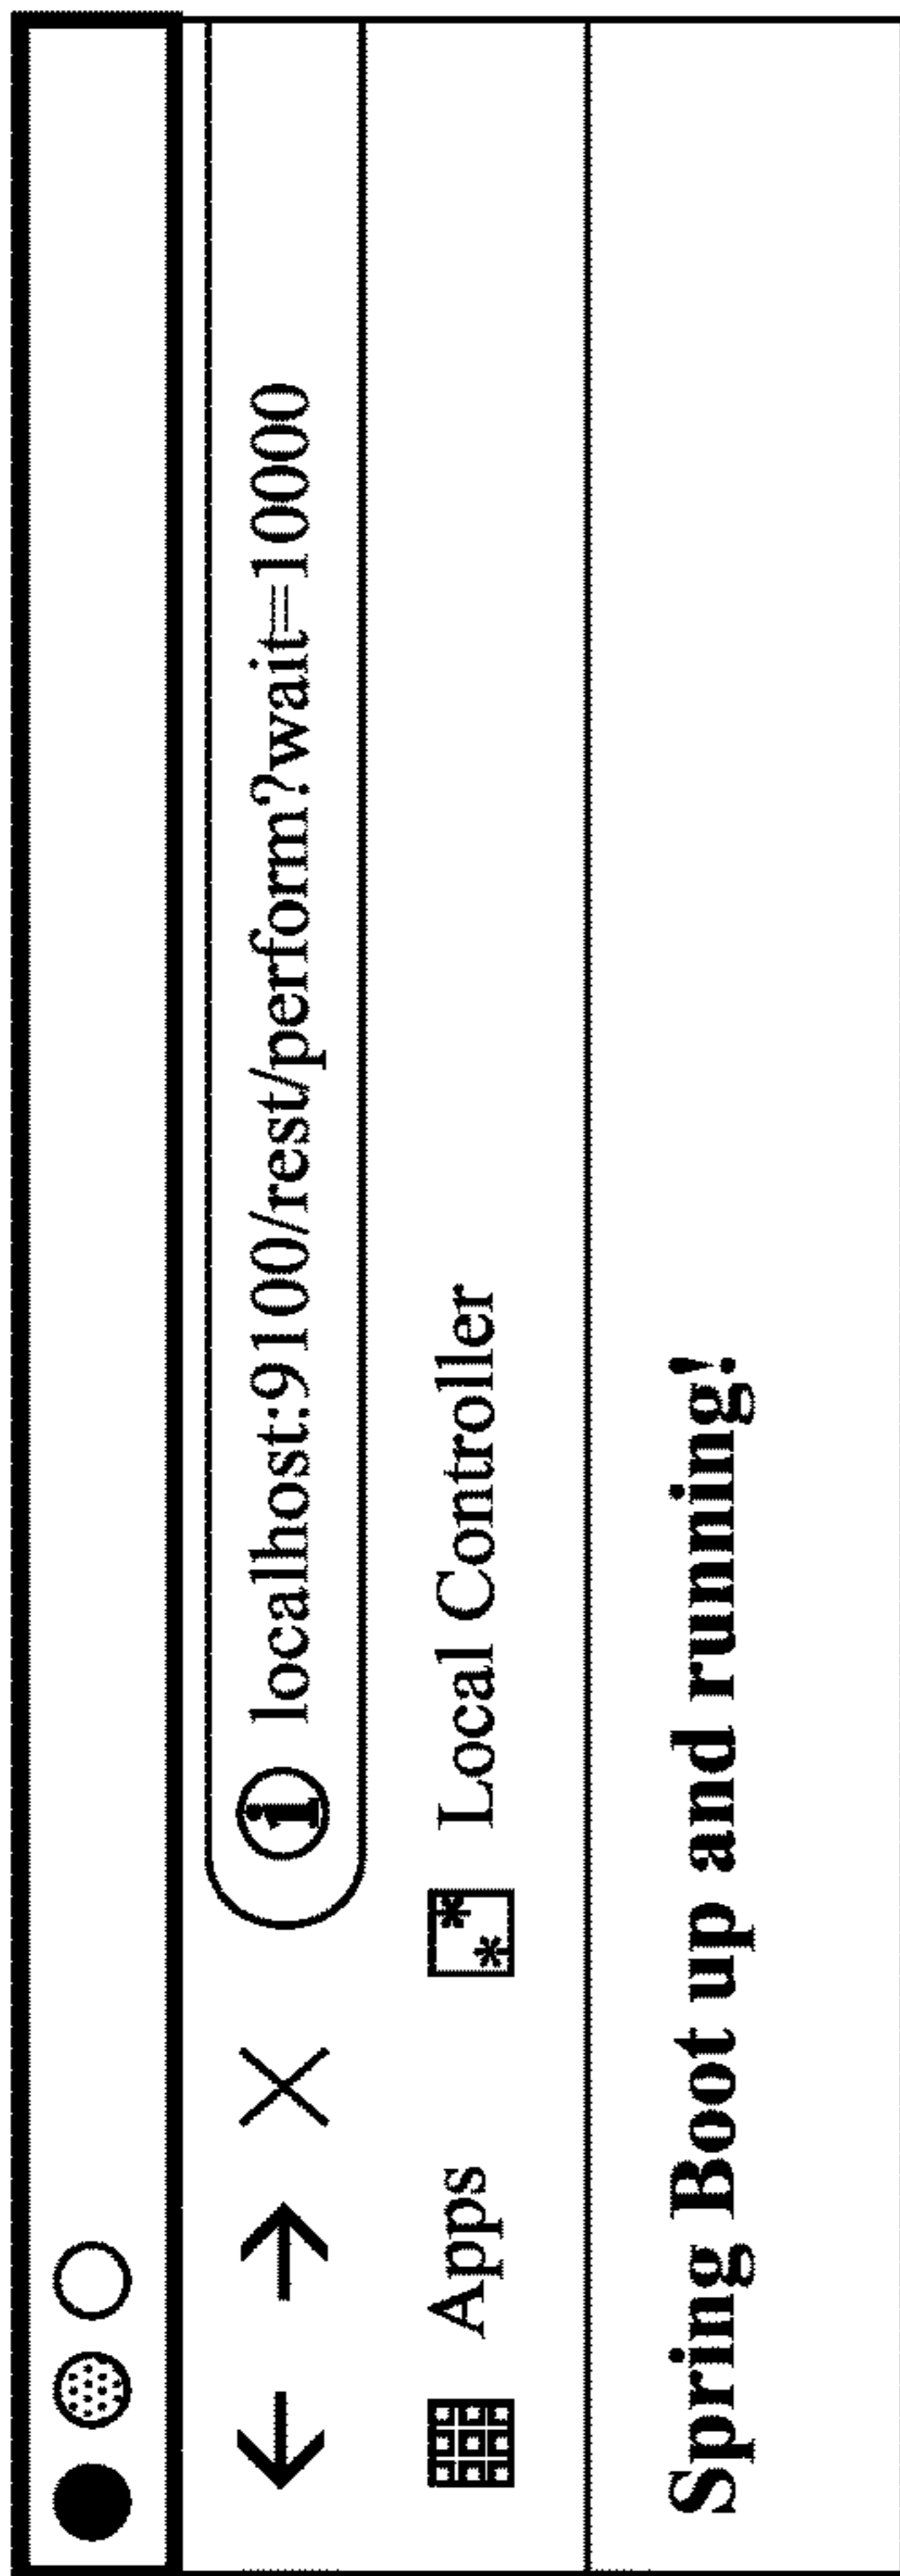 i localhost:9100/rest/perform?wait=10000
Apps Local Controller
Spring Boot up and running!